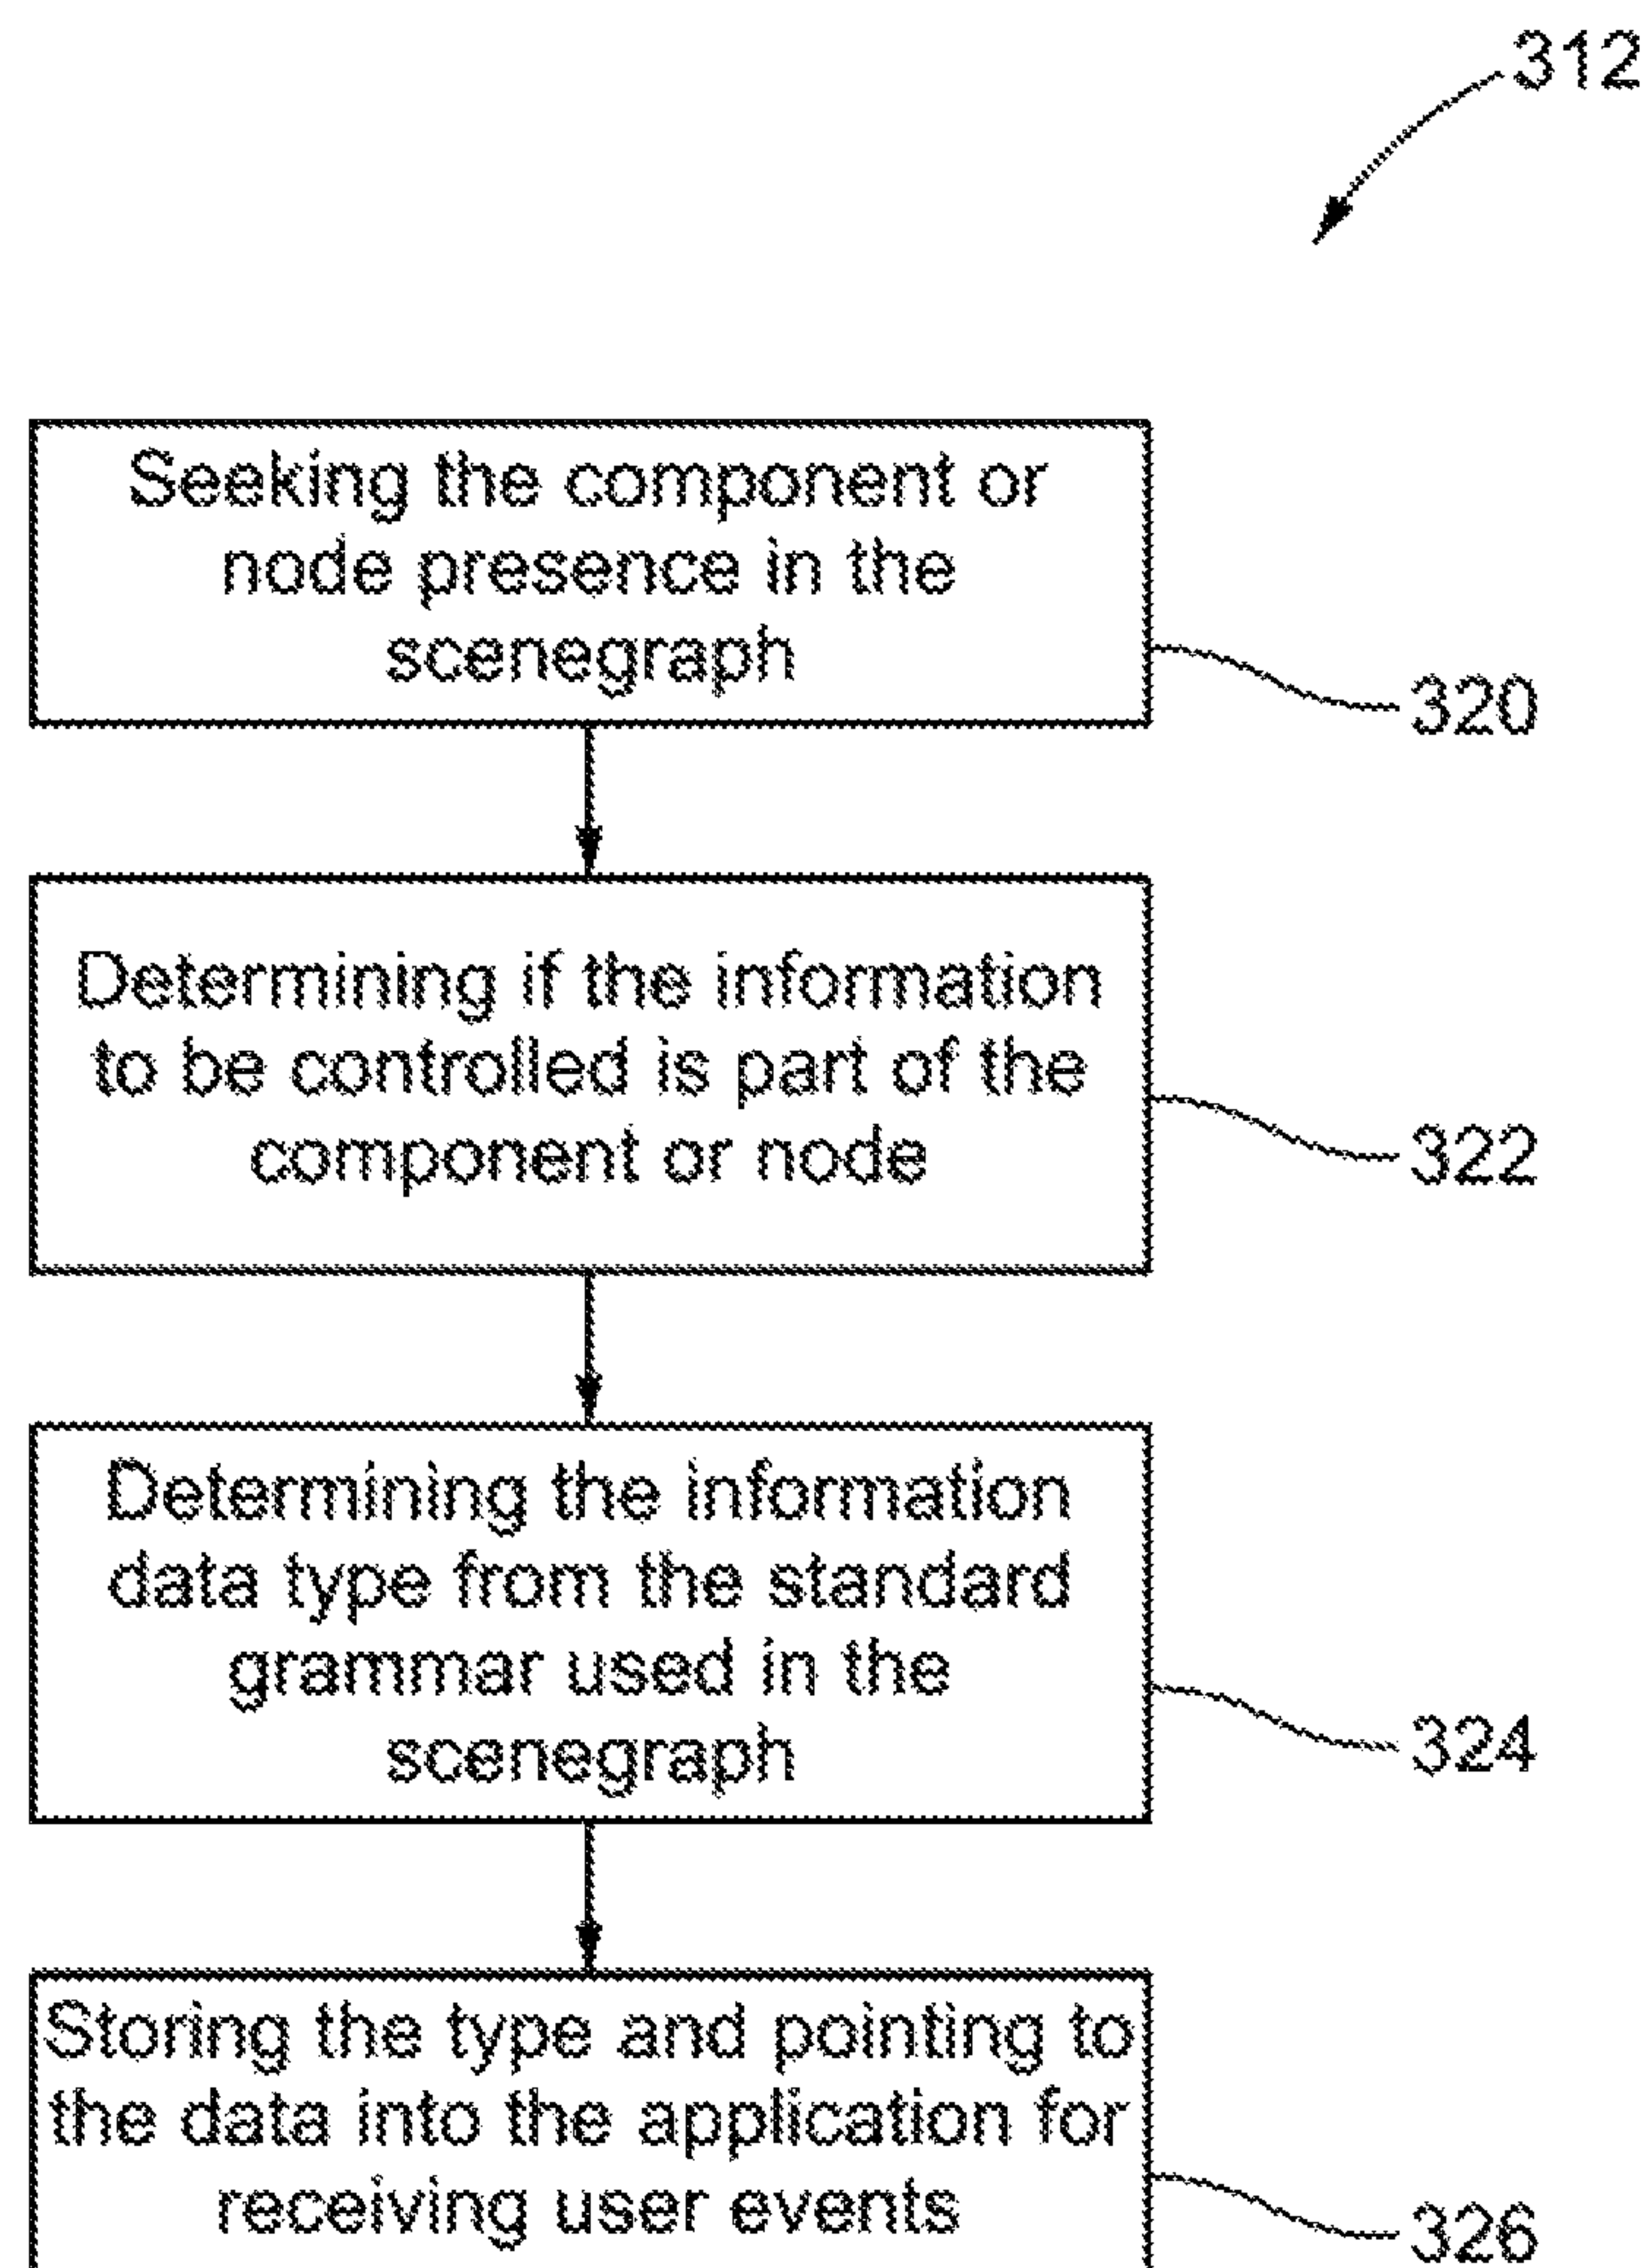 312
Seeking the component or
node presence in the
scenegraph
320
Determining if the information
to be controlled is part of the
component or node
322
Determining the information
data type from the standard
grammar used in the
scenegraph
324
Storing the type and pointing to
the data into the application for
receiving user events
326